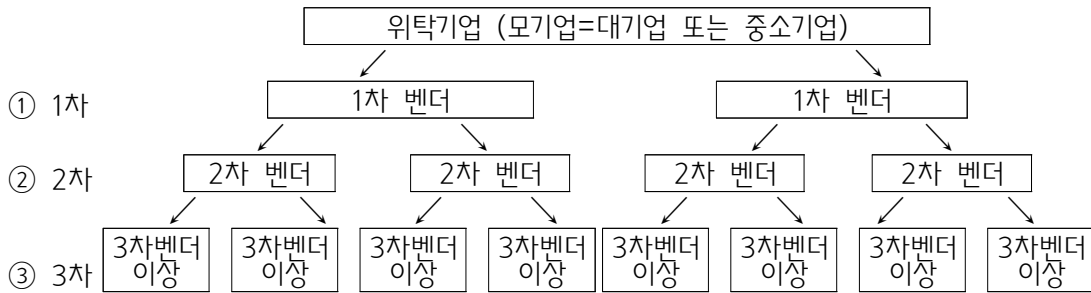 위탁기업 (모기업=대기업 또는 중소기업)
① 1차 1차 벤더 1차 벤더
② 2차 2차 벤더 2차 벤더 2차 벤더 2차 벤더
③ 3차 3차벤더 3차벤더 3차벤더 3차벤더 3차벤더 3차벤더 3차벤더 3차벤더
이상 이상 이상 이상 이상 이상 이상 이상